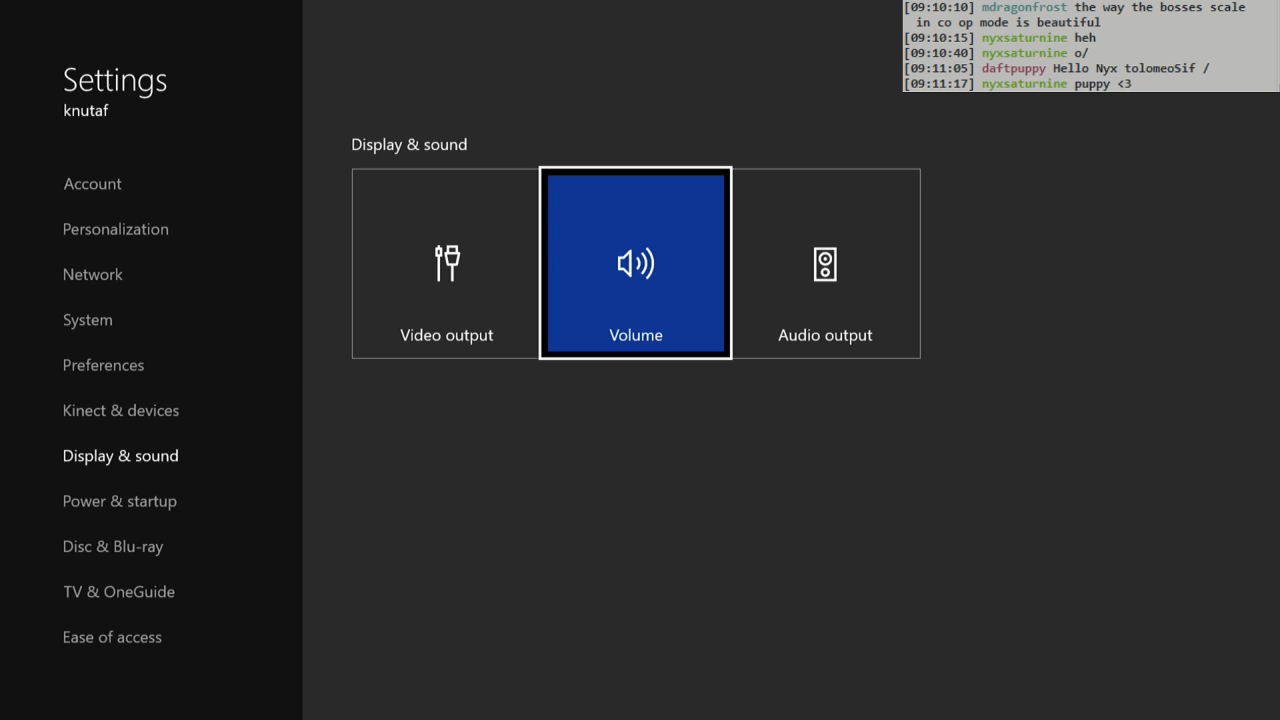 Settings
knutaf
Account
Personalization
Network
System
Preferences
Kinect & devices
Display & sound
Power & startup
Disc & Blu-ray
TV & OneGuide
Ease of access
Display & sound
Video output
Volume
Audio output
[09:10:10] mdragonfrost the way the bosses scale
in co op mode is beautiful
[09:10:15] nyxsaturnine heh
[09:10:40] nyxsaturnine o/
[09:11:05] daftpuppy Hello Nyx tolomeoSif /
[09:11:17] nyxsaturnine puppy <3